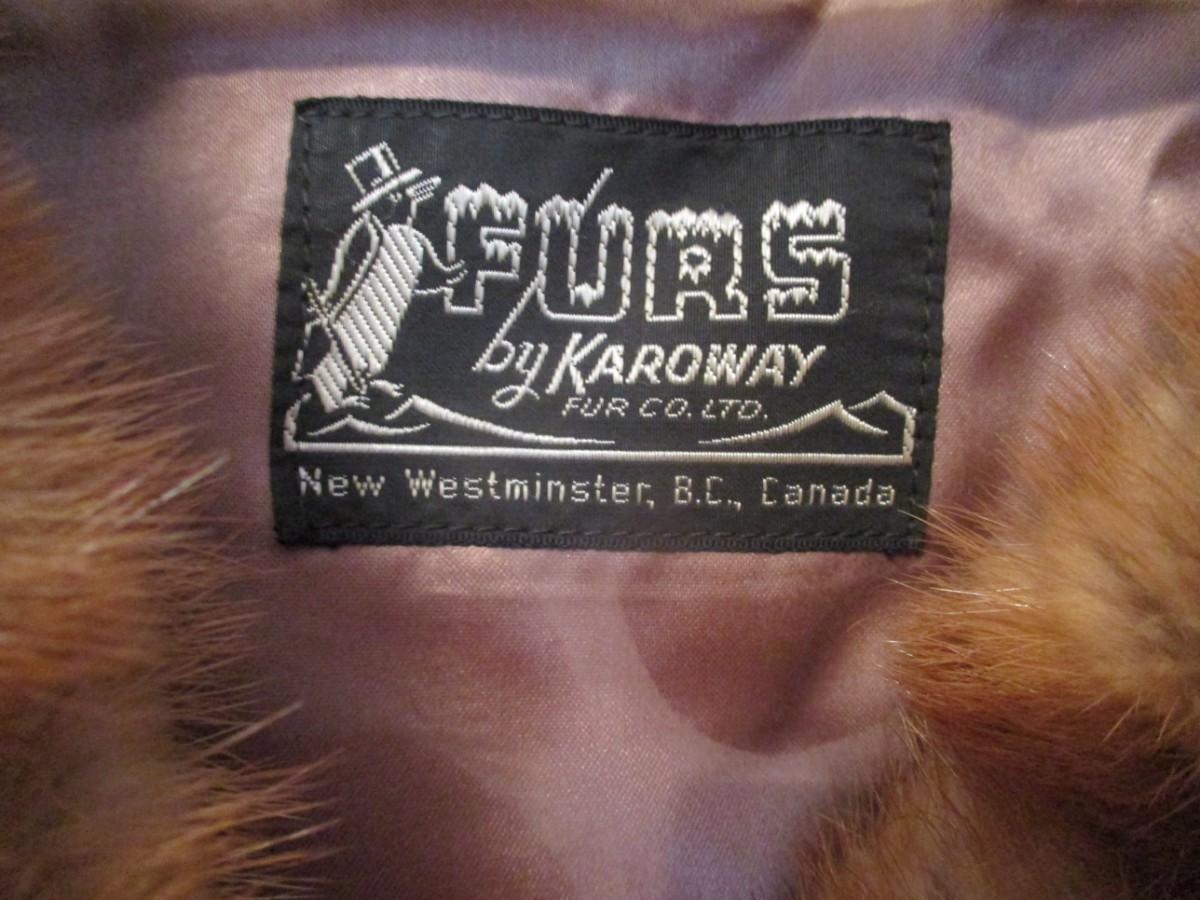 FURS
by KAROWAY
FUR CO. LTD.
New Westminster, B.C., Canada